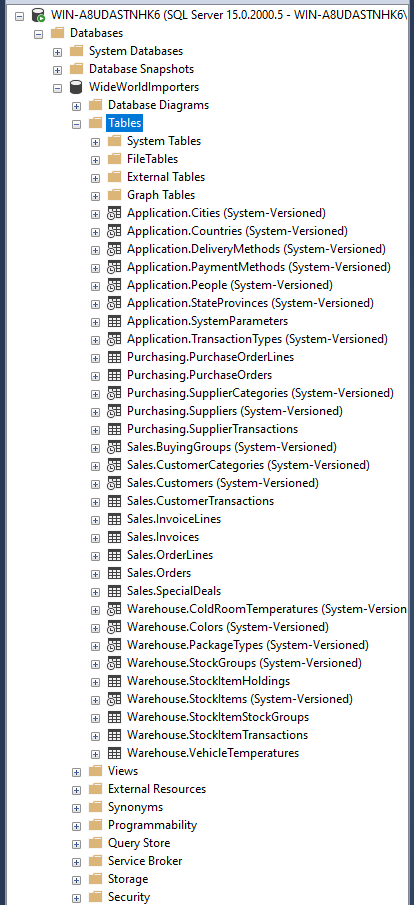 WIN-A8UDASTNHK6 (SQL Server 15.0.2000.5 - WIN-A8UDASTNHK6\
Databases
System Databases
Database Snapshots
WideWorldImporters
Database Diagrams
Tables
System Tables
FileTables
External Tables
Graph Tables
Application.Cities (System-Versioned)
Application.Countries (System-Versioned)
Application.DeliveryMethods (System-Versioned)
Application.PaymentMethods (System-Versioned)
Application.People (System-Versioned)
Application.StateProvinces (System-Versioned)
Application.SystemParameters
Application.TransactionTypes (System-Versioned)
Purchasing.PurchaseOrderLines
Purchasing.PurchaseOrders
Purchasing.SupplierCategories (System-Versioned)
Purchasing.Suppliers (System-Versioned)
Purchasing.SupplierTransactions
Sales.BuyingGroups (System-Versioned)
Sales.CustomerCategories (System-Versioned)
Sales.Customers (System-Versioned)
Sales.CustomerTransactions
Sales.InvoiceLines
Sales.Invoices
Sales.OrderLines
Sales.Orders
Sales.SpecialDeals
Warehouse.ColdRoomTemperatures (System-Version
Warehouse.Colors (System-Versioned)
Warehouse.PackageTypes (System-Versioned)
Warehouse.StockGroups (System-Versioned)
Warehouse.StockItemHoldings
Warehouse.StockItems (System-Versioned)
Warehouse.StockItemStockGroups
Warehouse.StockItemTransactions
Warehouse.VehicleTemperatures
Views
External Resources
Synonyms
Programmability
Query Store
Service Broker
Storage
Security